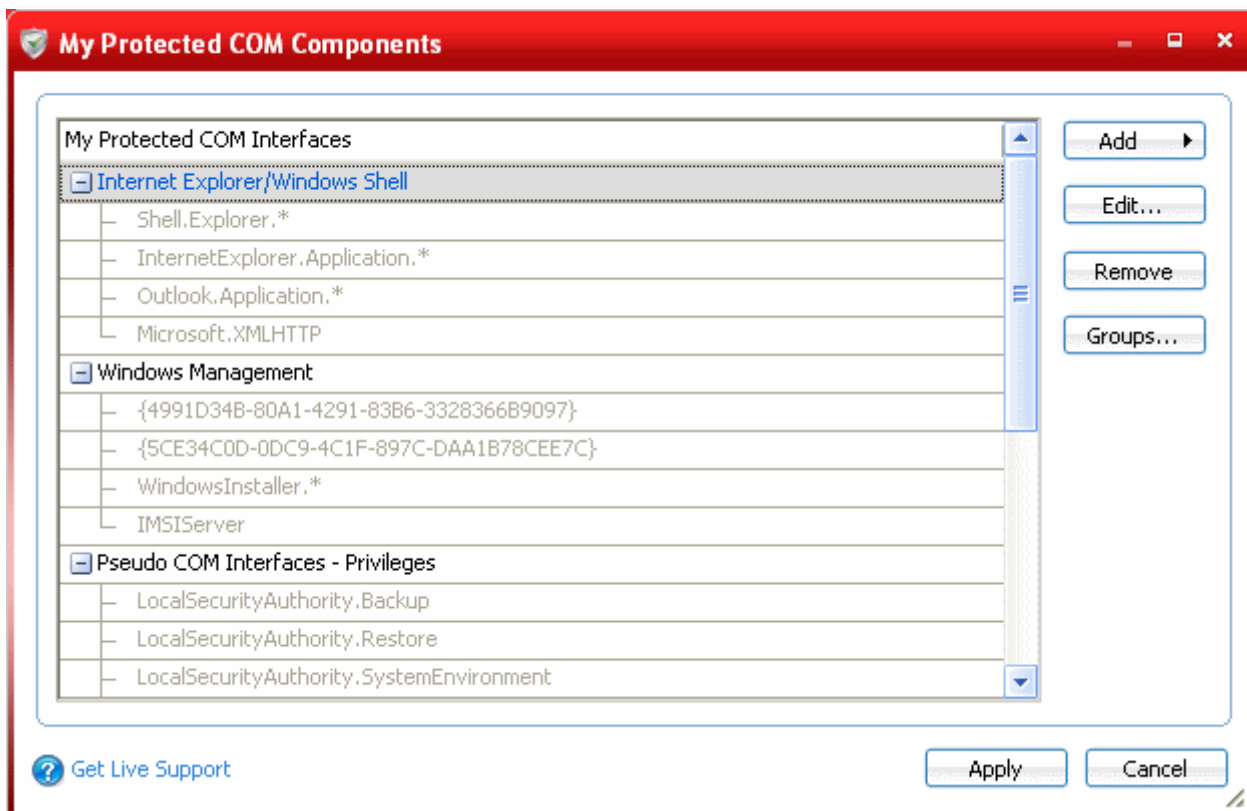 My Protected COM Components
My Protected COM Interfaces
Add
Internet Explorer/Windows Shell
Edit...
Shell.Explorer.*
InternetExplorer.Application.*
Remove
Outlook.Application.*
Microsoft.XMLHTTP
Groups...
Windows Management
{4991D34B-80A1-4291-83B6-3328366B9097}
{5CE34C0D-0DC9-4C1F-897C-DAA1B78CEE7C}
WindowsInstaller.*
IMSIServer
Pseudo COM Interfaces - Privileges
LocalSecurityAuthority.Backup
LocalSecurityAuthority.Restore
LocalSecurityAuthority.SystemEnvironment
Get Live Support
Apply
Cancel